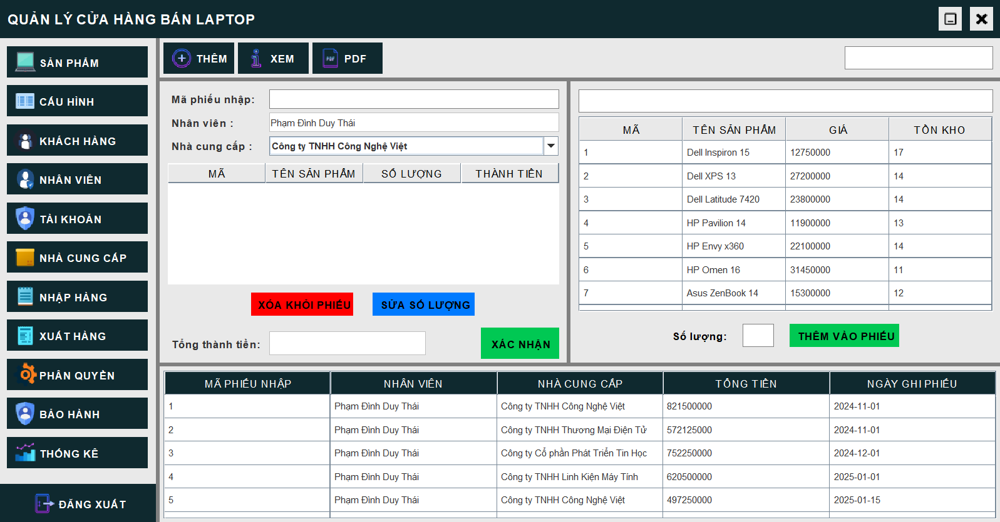 QUẢN LÝ CỬA HÀNG BÁN LAPTOP
SẢN PHẨM
CẤU HÌNH
KHÁCH HÀNG
NHÂN VIÊN
TÀI KHOẢN
NHÀ CUNG CẤP
NHẬP HÀNG
XUẤT HÀNG
PHÂN QUYỀN
BẢO HÀNH
THỐNG KÊ
ĐĂNG XUẤT
THÊM XEM PDF PDF
Mã phiếu nhập:
Nhân viên : Phạm Đình Duy Thái
Nhà cung cấp : Công ty TNHH Công Nghệ Việt
MÃ TÊN SẢN PHẨM SỐ LƯỢNG THÀNH TIỀN
XÓA KHỎI PHIẾU SỬA SỐ LƯỢNG
Tổng thành tiền: XÁC NHẬN
MÃ TÊN SẢN PHẨM GIÁ TỒN KHO
1 Dell Inspiron 15 12750000 17
2 Dell XPS 13 27200000 14
3 Dell Latitude 7420 23800000 14
4 HP Pavilion 14 11900000 13
5 HP Envy x360 22100000 14
6 HP Omen 16 31450000 11
7 Asus ZenBook 14 15300000 12
Số lượng: THÊM VÀO PHIẾU
MÃ PHIẾU NHẬP NHÂN VIÊN NHÀ CUNG CẤP TỔNG TIỀN NGÀY GHI PHIẾU
1 Phạm Đình Duy Thái Công ty TNHH Công Nghệ Việt 821500000 2024-11-01
2 Phạm Đình Duy Thái Công ty TNHH Thương Mại Điện Tử 572125000 2024-11-01
3 Phạm Đình Duy Thái Công ty Cổ phần Phát Triển Tin Học 752250000 2024-12-01
4 Phạm Đình Duy Thái Công ty TNHH Linh Kiện Máy Tính 620500000 2025-01-01
5 Phạm Đình Duy Thái Công ty TNHH Công Nghệ Việt 497250000 2025-01-15